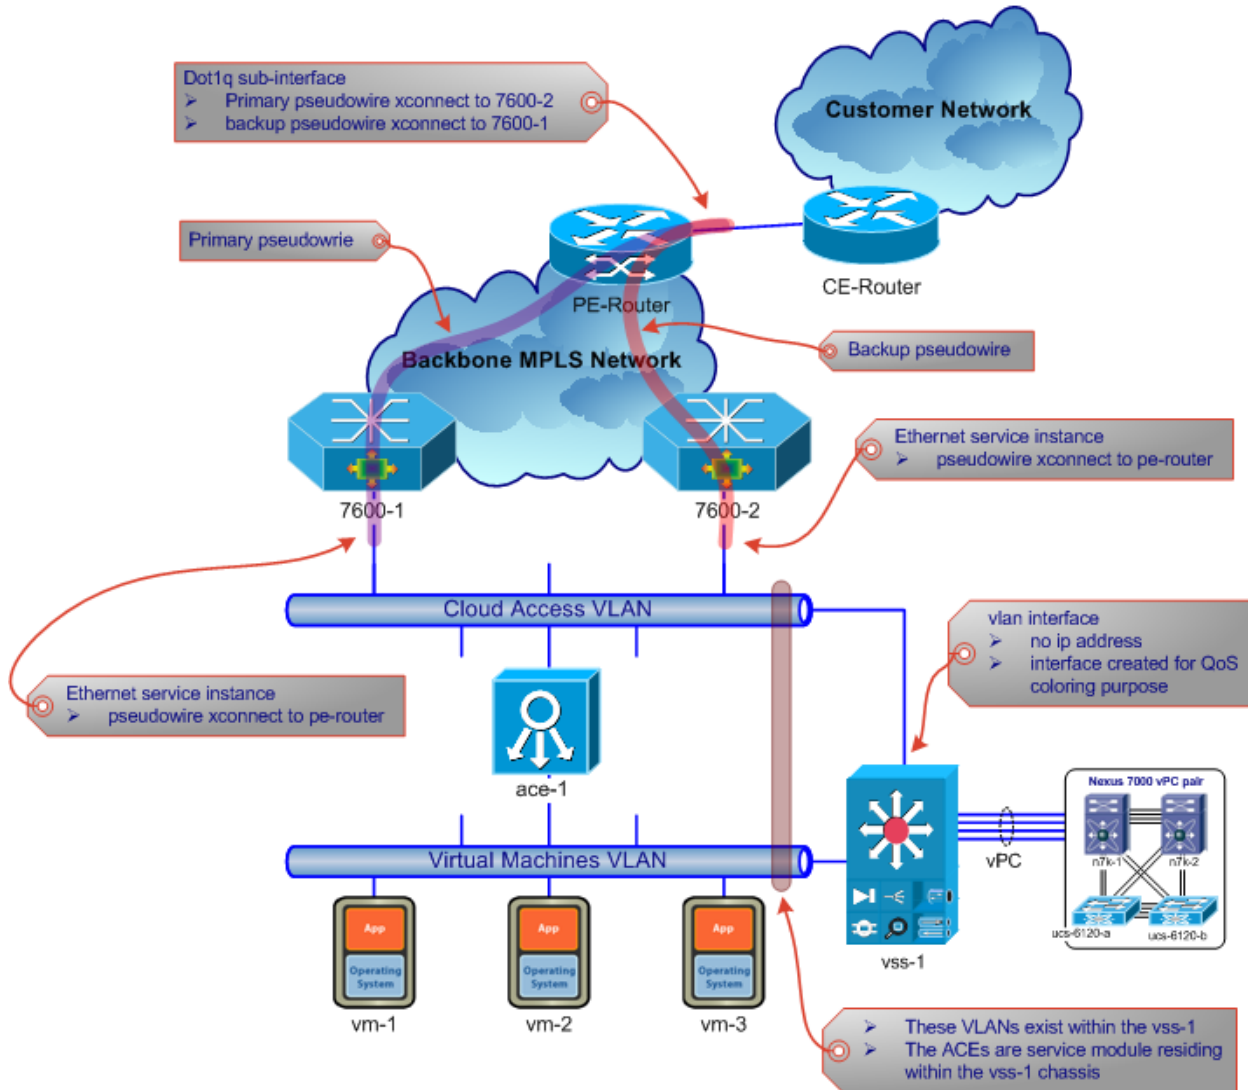 Dot1q sub-interface
➢ Primary pseudowire xconnect to 7600-2
➢ backup pseudowire xconnect to 7600-1
Customer Network
Primary pseudowrie
PE-Router
CE-Router
Backbone MPLS Network
Backup pseudowire
Ethernet service instance
➢ pseudowire xconnect to pe-router
7600-1
7600-2
Cloud Access VLAN
vlan interface
➢ no ip address
➢ interface created for QoS
coloring purpose
Ethernet service instance
➢ pseudowire xconnect to pe-router
ace-1
Nexus 7000 vPC pair
n7k-1
n7k-2
vPC
Virtual Machines VLAN
ucs-6120-a
ucs-6120-b
App
App
App
Operating
System
Operating
System
Operating
System
vss-1
vm-1
vm-2
vm-3
➢ These VLANs exist within the vss-1
➢ The ACEs are service module residing
within the vss-1 chassis